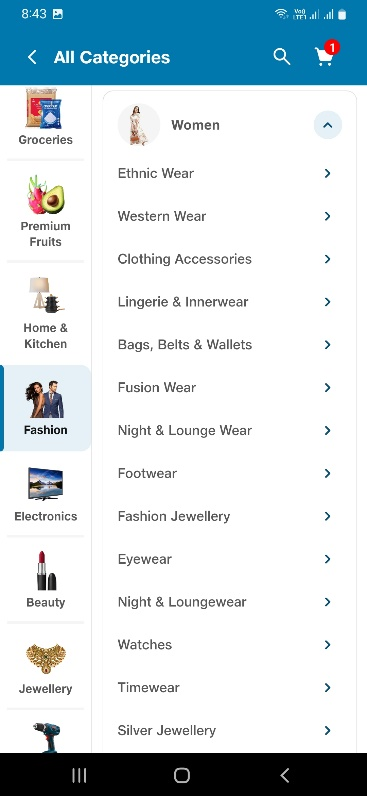 8:43
Vo))
LTE1
All Categories
1
Groceries
Premium
Fruits
Home &
Kitchen
Fashion
Electronics
Beauty
Jewellery
Women
Ethnic Wear
Western Wear
Clothing Accessories
Lingerie & Innerwear
Bags, Belts & Wallets
Fusion Wear
Night & Lounge Wear
Footwear
Fashion Jewellery
Eyewear
Night & Loungewear
Watches
Timewear
Silver Jewellery